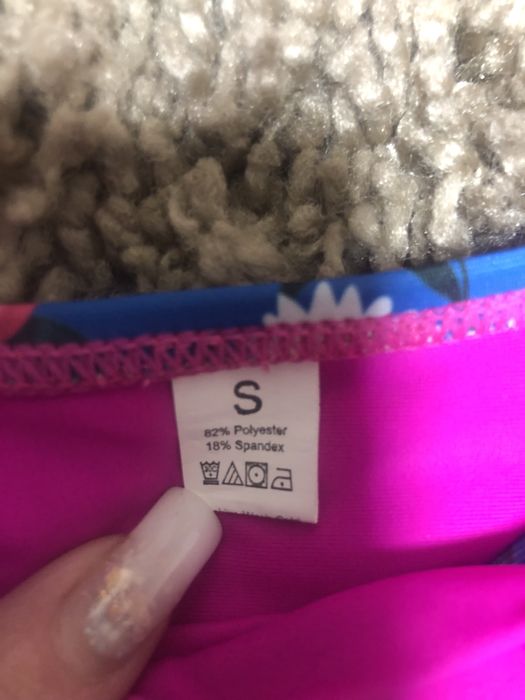 S
82% Polyester
18% Spandex